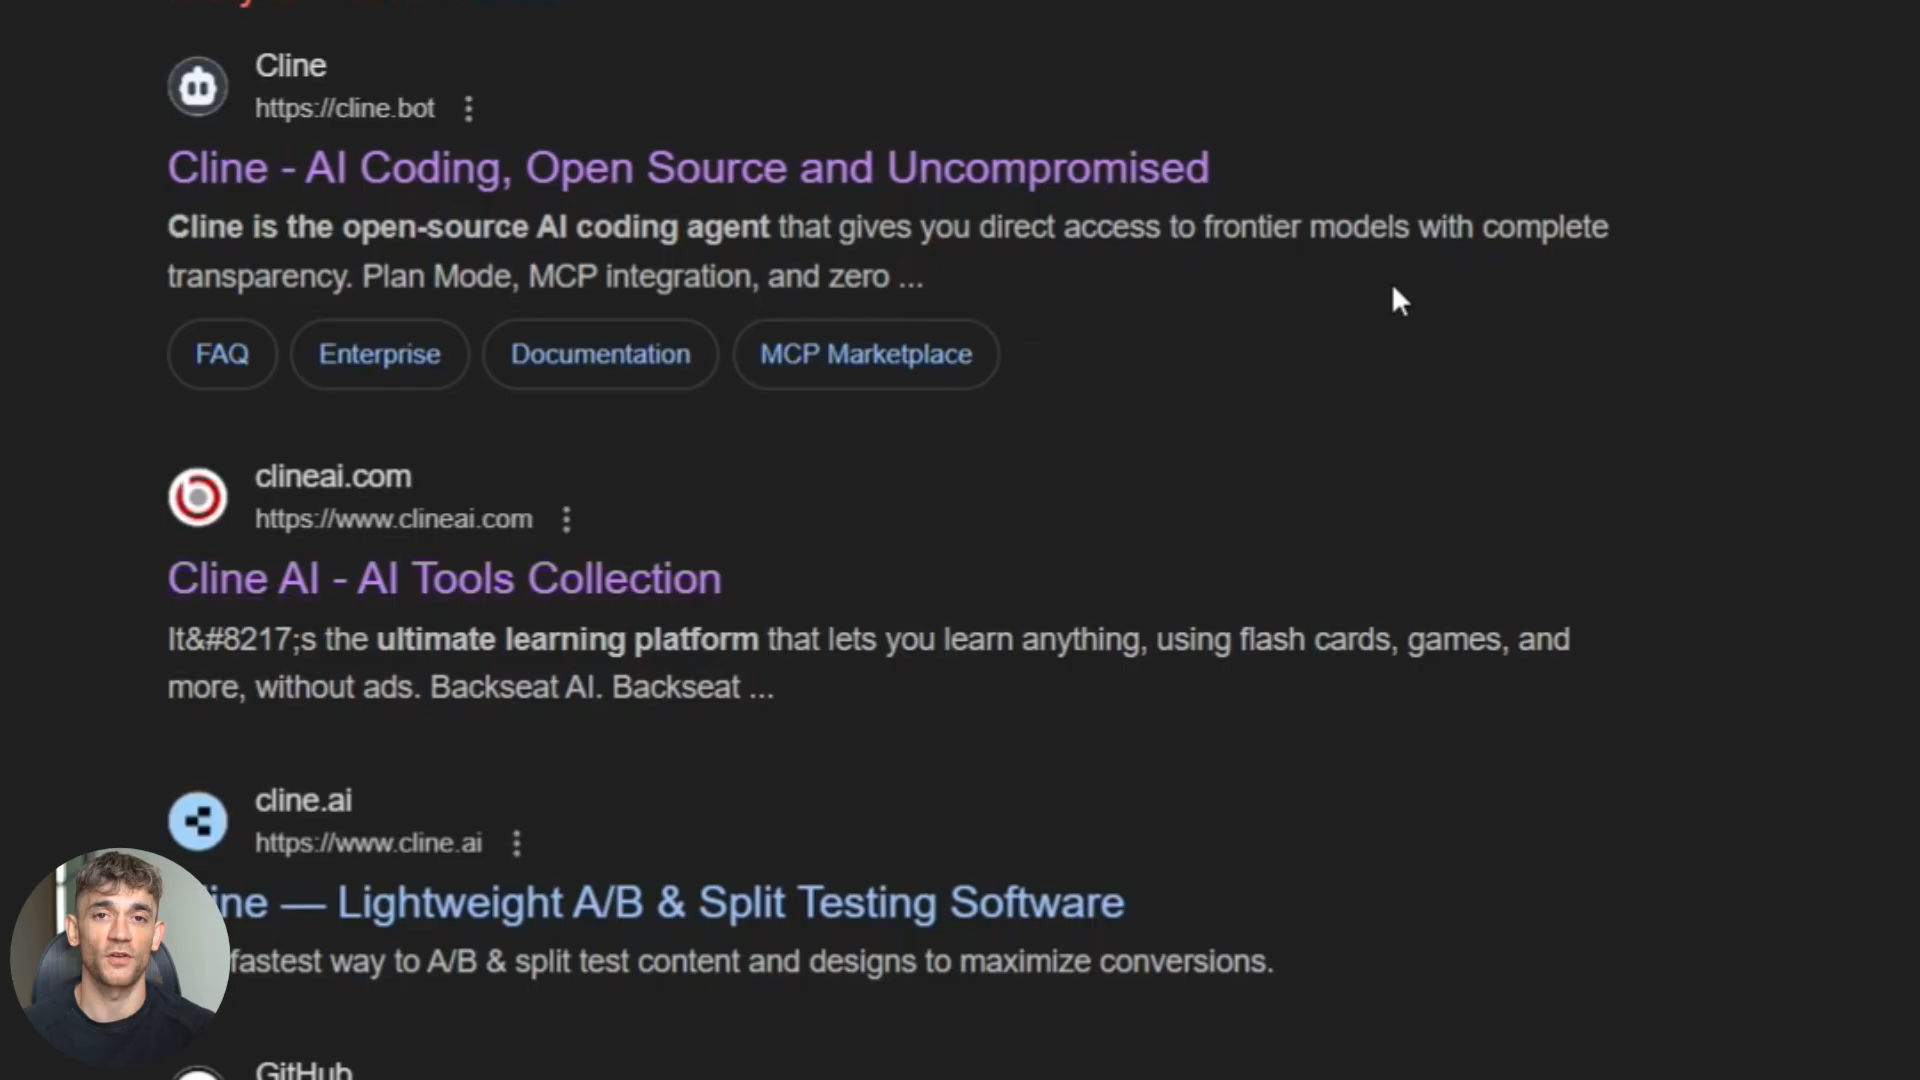 Cline
https://cline.bot
Cline - AI Coding, Open Source and Uncompromised
Cline is the open-source AI coding agent that gives you direct access to frontier models with complete
transparency. Plan Mode, MCP integration, and zero ...
FAQ
Enterprise
Documentation
MCP Marketplace
clineai.com
https://www.clineai.com
Cline AI - AI Tools Collection
It&#8217;s the ultimate learning platform that lets you learn anything, using flash cards, games, and
more, without ads. Backseat AI. Backseat ...
cline.ai
https://www.cline.ai
ine — Lightweight A/B & Split Testing Software
fastest way to A/B & split test content and designs to maximize conversions.
GitHub